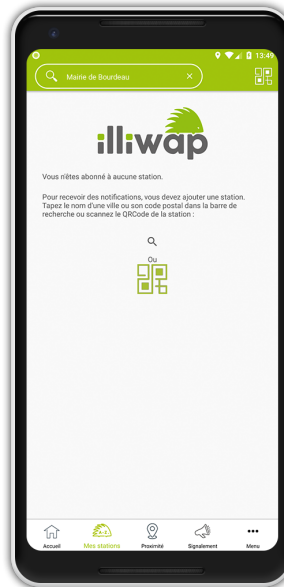 13:49
Mairie de Bourdeau
illiwap
Vous n'êtes abonné à aucune station.
Pour recevoir des notifications, vous devez ajouter une station.
Tapez le nom d'une ville ou son code postal dans la barre de
recherche ou scannez le QRCode de la station :
Ou
A-Z
Accueil Mes stations Proximité Signalement Menu